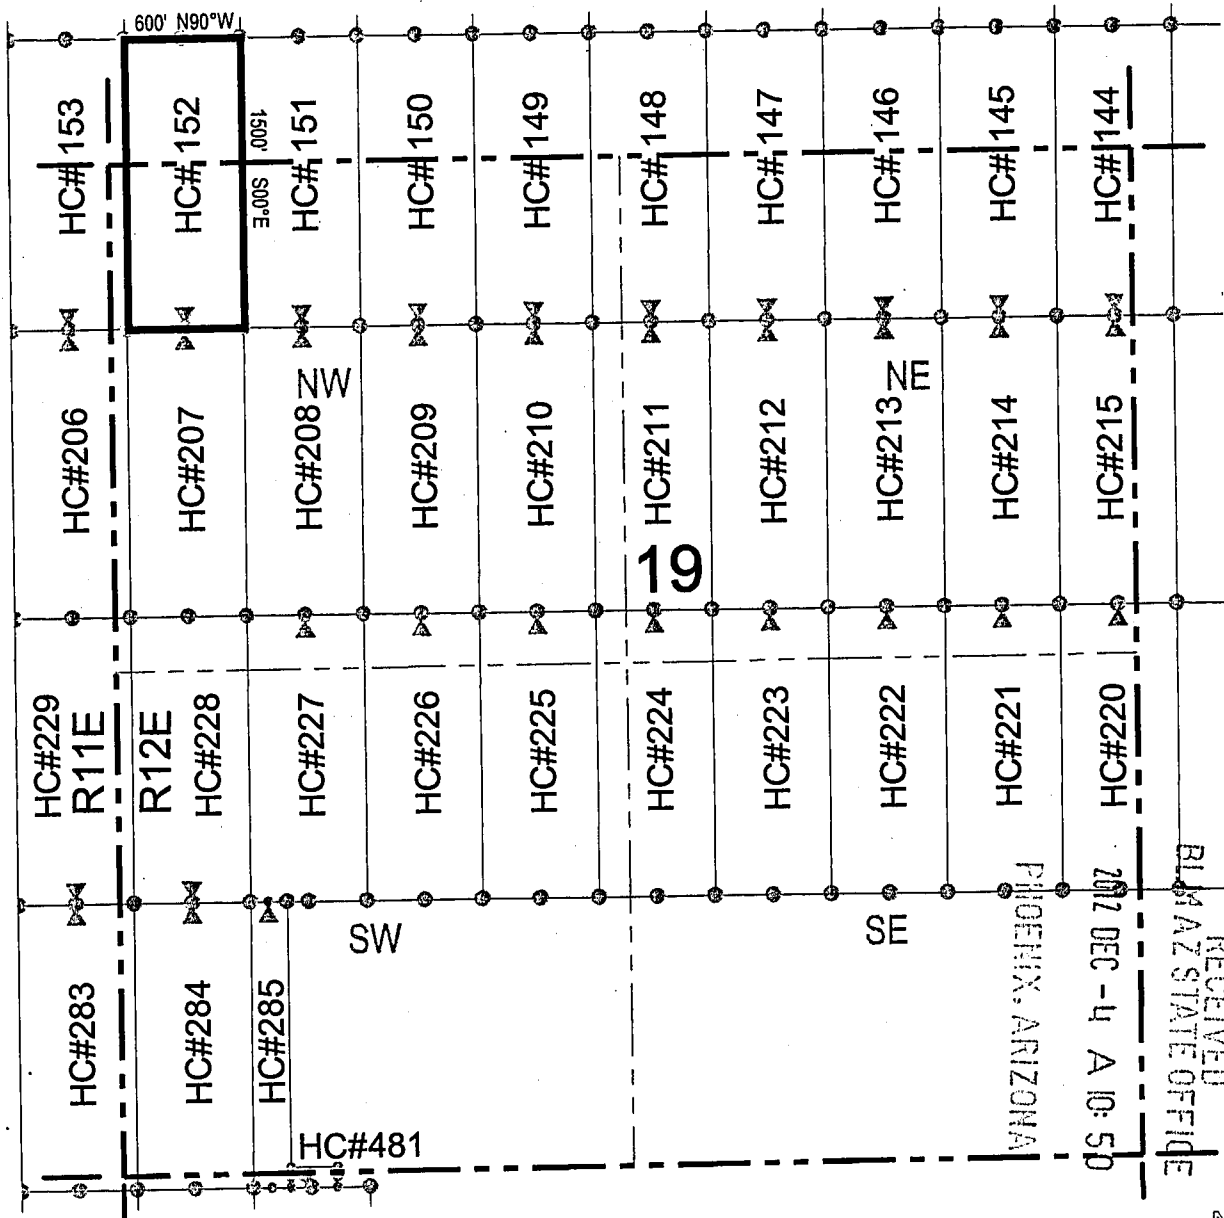 600' N90°W
HC# 153
HC# 152
1500' S00°E
HC# 151
HC# 150
HC# 149
HC# 148
HC# 147
HC# 146
HC# 145
HC# 144
NW
NE
HC#206
HC#207
HC#208
HC#209
HC#210
HC#211
HC#212
HC#213
HC#214
HC#215
19
HC#229
R11E
R12E
HC#228
HC#227
HC#226
HC#225
HC#224
HC#223
HC#222
HC#221
HC#220
SW
SE
HC#283
HC#284
HC#285
HC#481
RECEIVED
BLM AZ STATE OFFICE
2012 DEC -4 A 10: 50
PHOENIX, ARIZONA